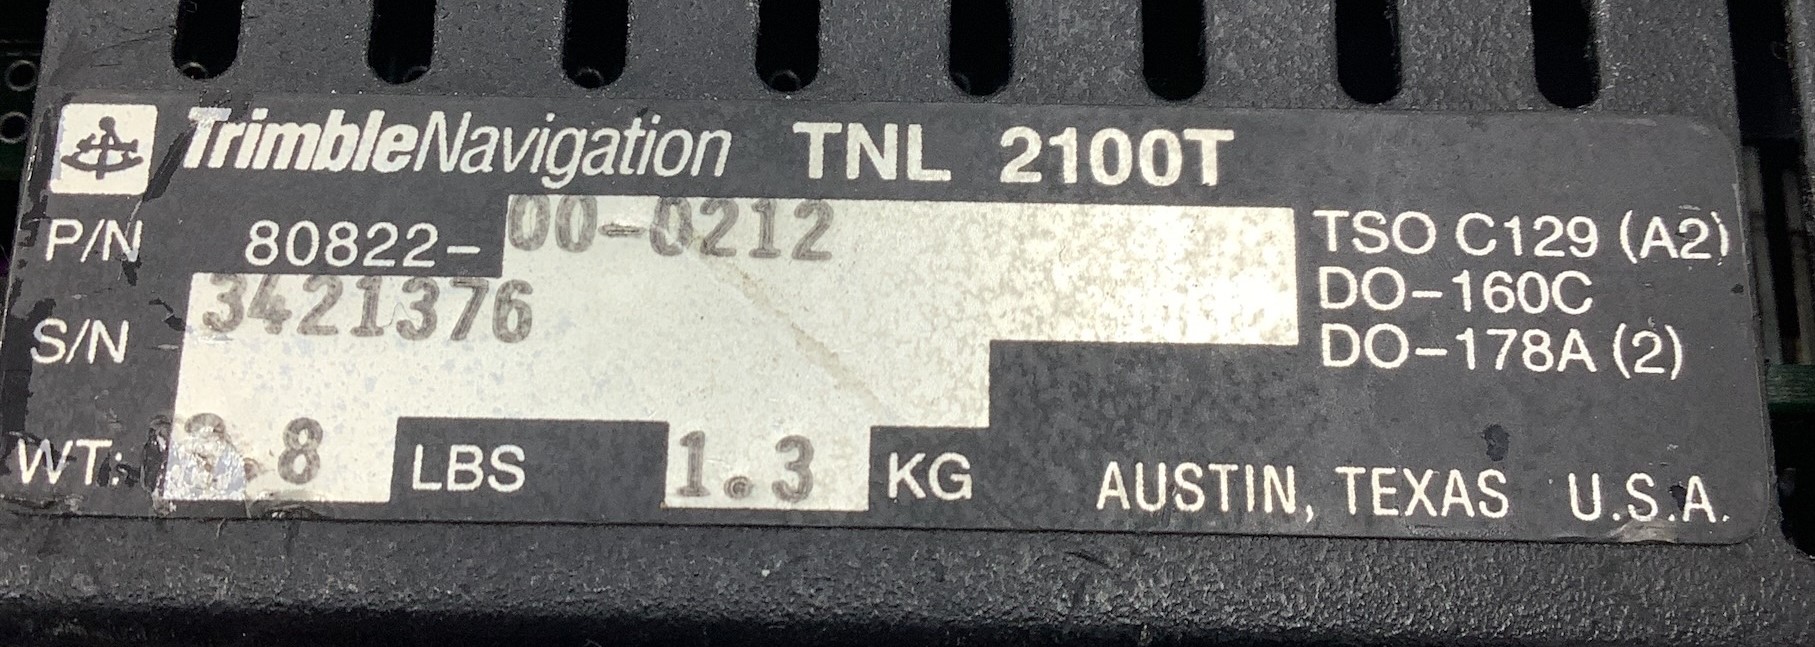 TrimbleNavigation TNL 2100T
P/N 80822-00-0212
S/N 3421376
WT: .8 LBS 1.3 KG
TSO C129 (A2)
DO-160C
DO-178A (2)
AUSTIN, TEXAS U.S.A.